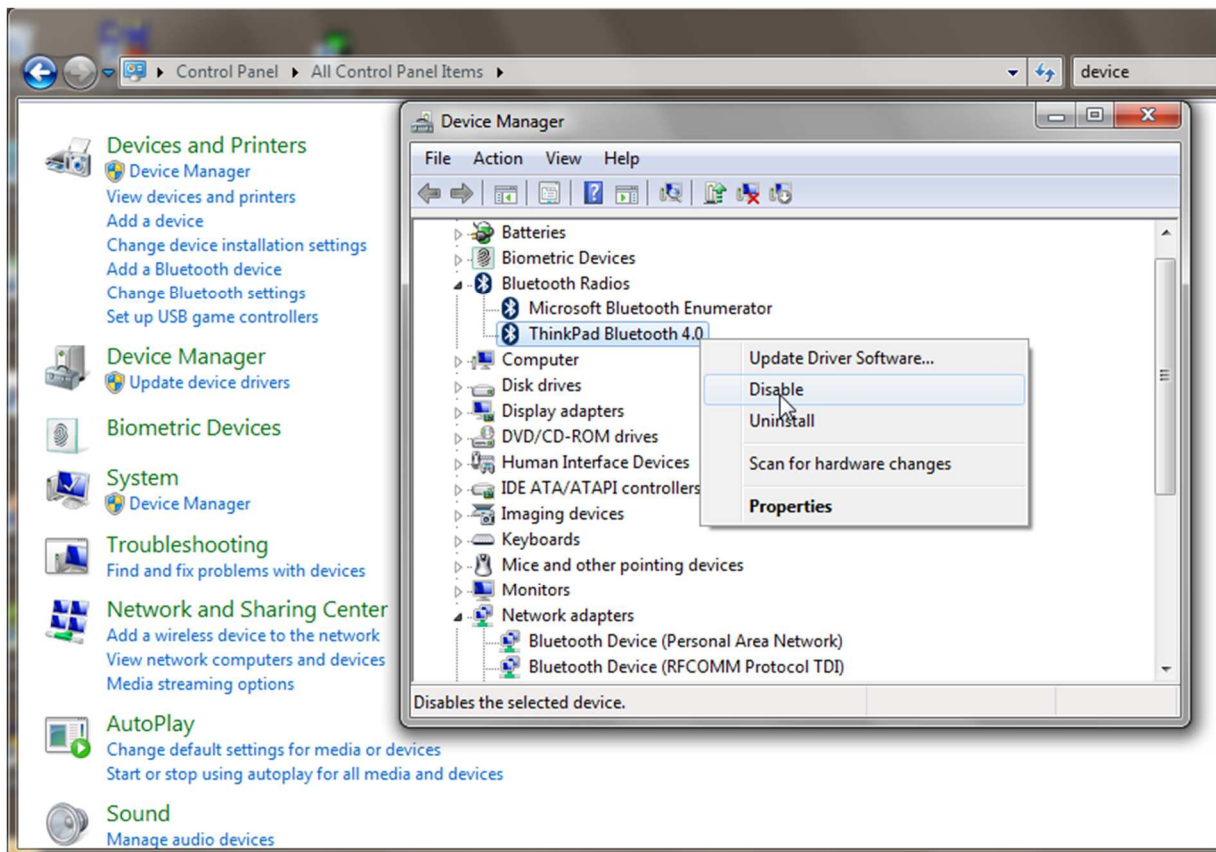 Control Panel All Control Panel Items
device
Devices and Printers
Device Manager
View devices and printers
Add a device
Change device installation settings
Add a Bluetooth device
Change Bluetooth settings
Set up USB game controllers
Device Manager
Update device drivers
Biometric Devices
System
Device Manager
Troubleshooting
Find and fix problems with devices
Network and Sharing Center
Add a wireless device to the network
View network computers and devices
Media streaming options
AutoPlay
Change default settings for media or devices
Start or stop using autoplay for all media and devices
Sound
Manage audio devices
Device Manager
File Action View Help
Batteries
Biometric Devices
Bluetooth Radios
Microsoft Bluetooth Enumerator
ThinkPad Bluetooth 4.0
Computer
Disk drives
Display adapters
DVD/CD-ROM drives
Human Interface Devices
IDE ATA/ATAPI controllers
Imaging devices
Keyboards
Mice and other pointing devices
Monitors
Network adapters
Bluetooth Device (Personal Area Network)
Bluetooth Device (RFCOMM Protocol TDI)
Disables the selected device.
Update Driver Software...
Disable
Uninstall
Scan for hardware changes
Properties